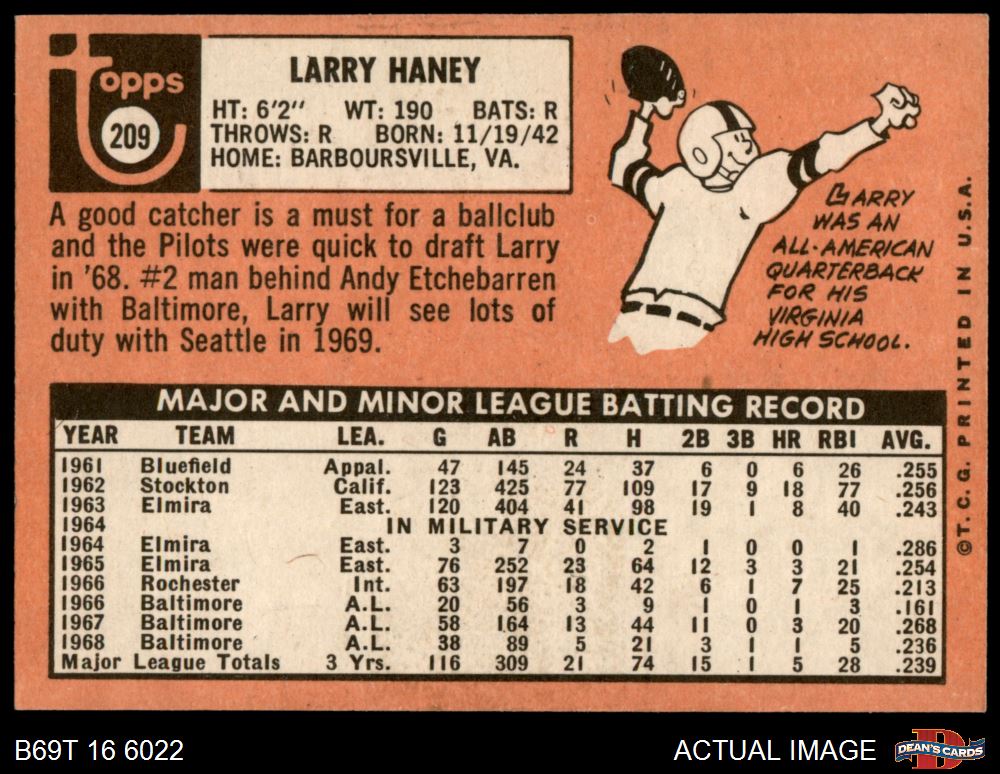 topps
209
LARRY HANEY
HT: 6'2" WT: 190 BATS: R
THROWS: R BORN: 11/19/42
HOME: BARBOURSVILLE, VA.
A good catcher is a must for a ballclub
and the Pilots were quick to draft Larry
in '68. #2 man behind Andy Etchebarren
with Baltimore, Larry will see lots of
duty with Seattle in 1969.
LARRY
WAS AN
ALL-AMERICAN
QUARTERBACK
FOR HIS
VIRGINIA
HIGH SCHOOL.
©T.C.G. PRINTED IN U.S.A.
MAJOR AND MINOR LEAGUE BATTING RECORD
YEAR TEAM LEA. G AB R H 2B 3B HR RBI AVG.
1961 Bluefield Appal. 47 145 24 37 6 0 6 26 .255
1962 Stockton Calif. 123 425 77 109 17 9 18 77 .256
1963 Elmira East. 120 404 41 98 19 1 8 40 .243
1964 IN MILITARY SERVICE
1964 Elmira East. 3 7 0 2 1 0 0 1 .286
1965 Elmira East. 76 252 23 64 12 3 3 21 .254
1966 Rochester Int. 63 197 18 42 6 1 7 25 .213
1966 Baltimore A.L. 20 56 3 9 1 0 1 3 .161
1967 Baltimore A.L. 58 164 13 44 11 0 3 20 .268
1968 Baltimore A.L. 38 89 5 21 3 1 1 5 .236
Major League Totals 3 Yrs. 116 309 21 74 15 1 5 28 .239
B69T 16 6022
ACTUAL IMAGE
DEAN'S CARDS